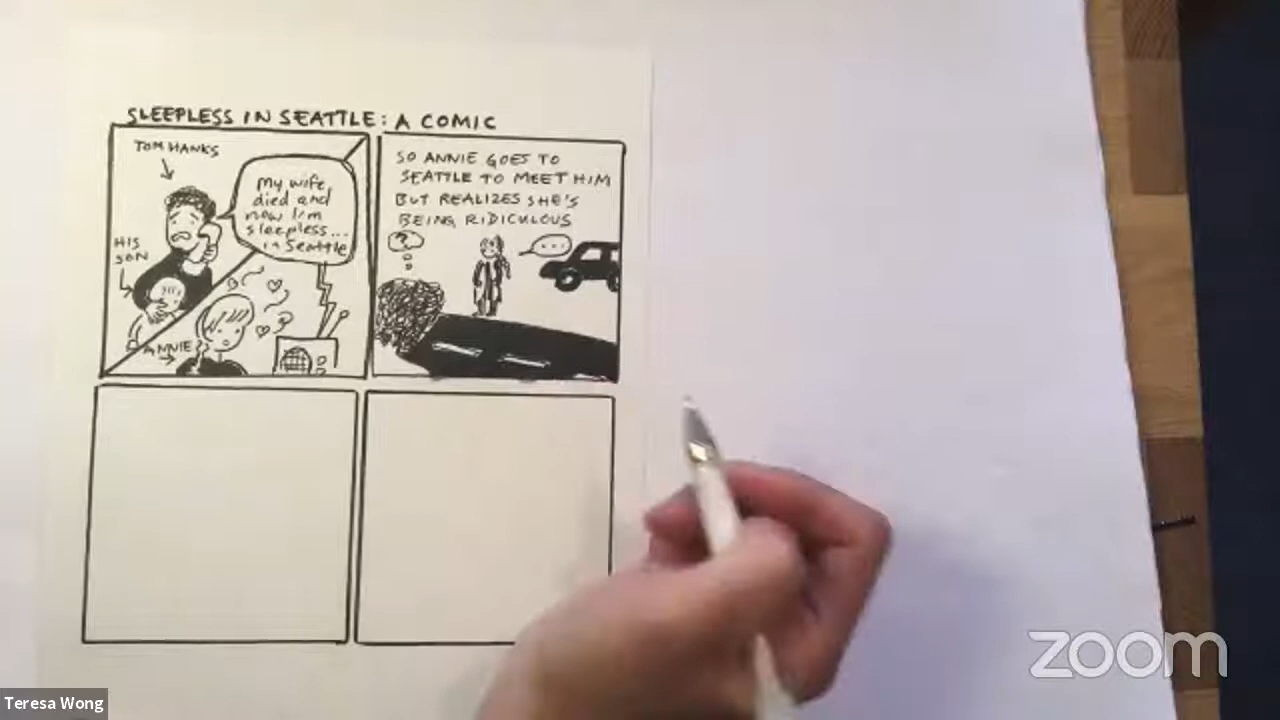 SLEEPLESS IN SEATTLE: A COMIC
TOM HANKS
My wife
died and
now I'm
sleepless...
in Seattle
HIS
SON
ANNIE
SO ANNIE GOES TO
SEATTLE TO MEET HIM
BUT REALIZES SHE'S
BEING RIDICULOUS
?
...
zoom
Teresa Wong